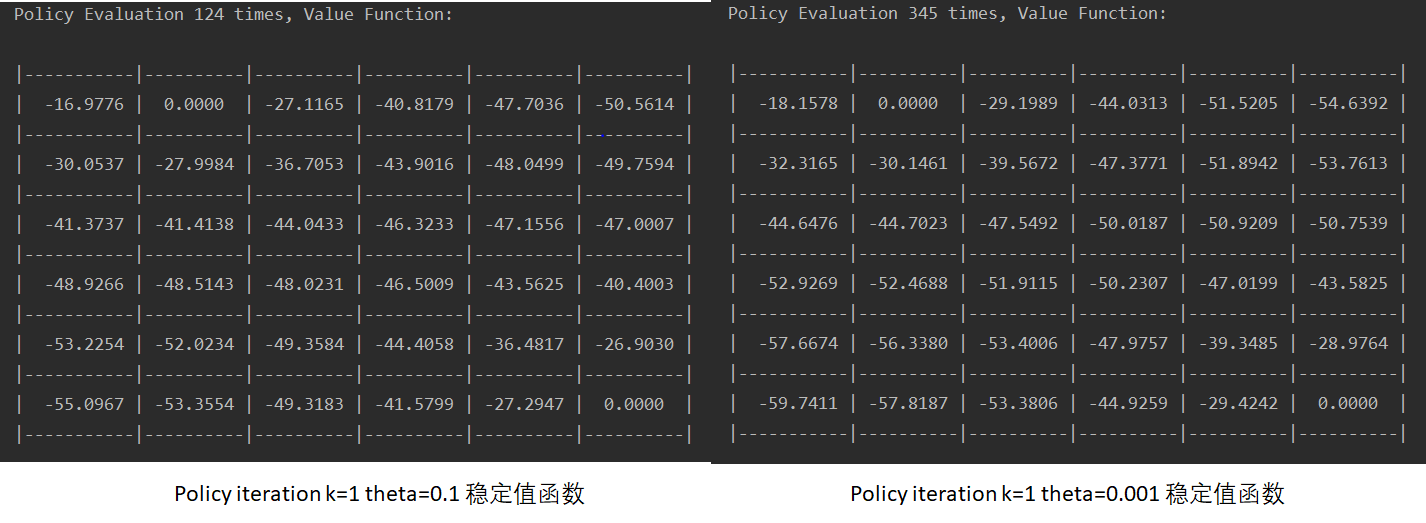 Policy Evaluation 124 times, Value Function:
|-----------|----------|----------|----------|----------|----------|
| -16.9776 | 0.0000 | -27.1165 | -40.8179 | -47.7036 | -50.5614 |
|-----------|----------|----------|----------|----------|----------|
| -30.0537 | -27.9984 | -36.7053 | -43.9016 | -48.0499 | -49.7594 |
|-----------|----------|----------|----------|----------|----------|
| -41.3737 | -41.4138 | -44.0433 | -46.3233 | -47.1556 | -47.0007 |
|-----------|----------|----------|----------|----------|----------|
| -48.9266 | -48.5143 | -48.0231 | -46.5009 | -43.5625 | -40.4003 |
|-----------|----------|----------|----------|----------|----------|
| -53.2254 | -52.0234 | -49.3584 | -44.4058 | -36.4817 | -26.9030 |
|-----------|----------|----------|----------|----------|----------|
| -55.0967 | -53.3554 | -49.3183 | -41.5799 | -27.2947 | 0.0000 |
|-----------|----------|----------|----------|----------|----------|
Policy iteration k=1 theta=0.1 稳定值函数
Policy Evaluation 345 times, Value Function:
|-----------|----------|----------|----------|----------|----------|
| -18.1578 | 0.0000 | -29.1989 | -44.0313 | -51.5205 | -54.6392 |
|-----------|----------|----------|----------|----------|----------|
| -32.3165 | -30.1461 | -39.5672 | -47.3771 | -51.8942 | -53.7613 |
|-----------|----------|----------|----------|----------|----------|
| -44.6476 | -44.7023 | -47.5492 | -50.0187 | -50.9209 | -50.7539 |
|-----------|----------|----------|----------|----------|----------|
| -52.9269 | -52.4688 | -51.9115 | -50.2307 | -47.0199 | -43.5825 |
|-----------|----------|----------|----------|----------|----------|
| -57.6674 | -56.3380 | -53.4006 | -47.9757 | -39.3485 | -28.9764 |
|-----------|----------|----------|----------|----------|----------|
| -59.7411 | -57.8187 | -53.3806 | -44.9259 | -29.4242 | 0.0000 |
|-----------|----------|----------|----------|----------|----------|
Policy iteration k=1 theta=0.001 稳定值函数